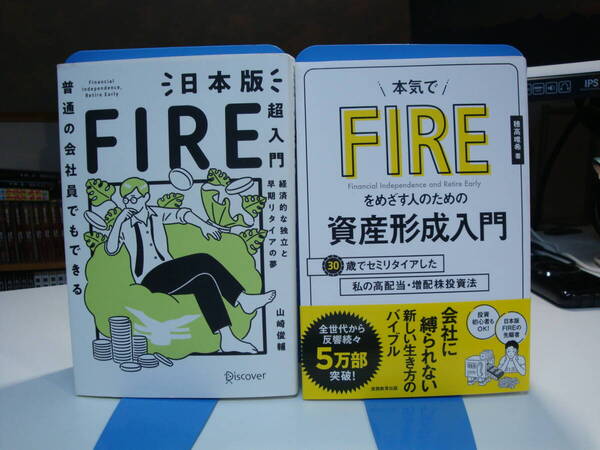 Financial
Independence,
Retire Early
日本版
FIRE
超入門
普通の会社員でもできる
経済的な独立と
早期リタイアの夢
山崎俊輔
Discover
本気で
FIRE
Financial Independence and Retire Early
をめざす人のための
資産形成入門
穂高唯希 著
30歳でセミリタイアした
私の高配当・増配株投資法
会社に
縛られない
新しい生き方の
バイブル
全世代から
反響続々
5万部
突破!
投資
初心者も
OK!
日本版
FIREの
先駆者
実務教育出版
IPS